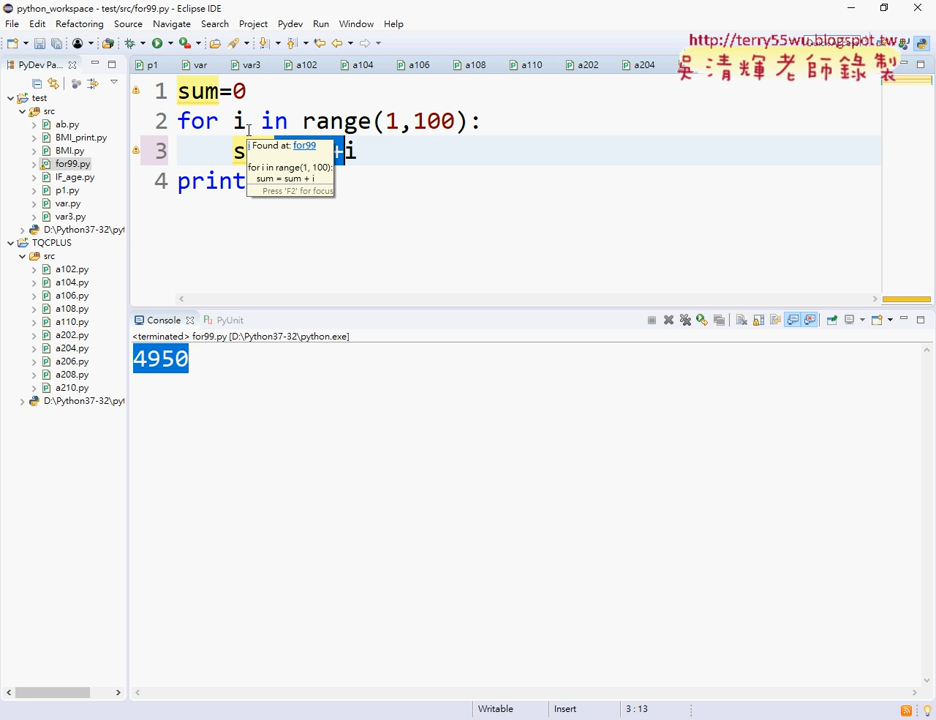 python_workspace - test/src/for99.py - Eclipse IDE
File Edit Refactoring Source Navigate Search Project Pydev Run Window Help
http://terry55wu.blogspot.tw
吳清輝老師錄製
PyDev Pa...
p1 var var3 a102 a104 a106 a108 a110 a202 a204
test
src
ab.py
BMI_print.py
BMI.py
for99.py
IF_age.py
p1.py
var.py
var3.py
D:\Python37-32\pyt
TQCPLUS
src
a102.py
a104.py
a106.py
a108.py
a110.py
a202.py
a204.py
a206.py
a208.py
a210.py
D:\Python37-32\pyt
1 sum=0
2 for i in range(1,100):
3 s +i
4 print
i Found at: for99
for i in range(1, 100):
sum = sum + i
Press 'F2' for focus
Console PyUnit
<terminated> for99.py [D:\Python37-32\python.exe]
4950
Writable Insert 3 : 13